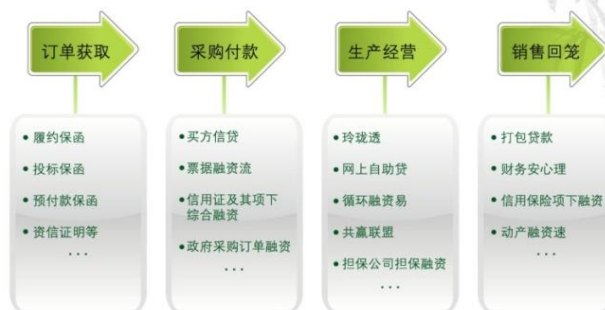 订单获取
采购付款
生产经营
销售回笼
• 履约保函
• 投标保函
• 预付款保函
• 资信证明等
...
• 买方信贷
• 票据融资流
• 信用证及其项下
综合融资
• 政府采购订单融资
...
• 玲珑透
• 网上自助贷
• 循环融资易
• 共赢联盟
• 担保公司担保融资
...
• 打包贷款
• 财务安心理
• 信用保险项下融资
• 动产融资速
...